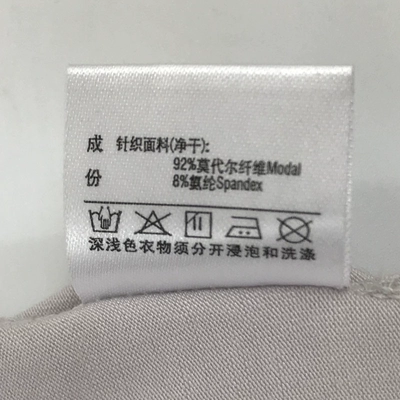 成 针织面料(净干):
92%莫代尔纤维Modal
份 8%氨纶Spandex
深浅色衣物须分开浸泡和洗涤